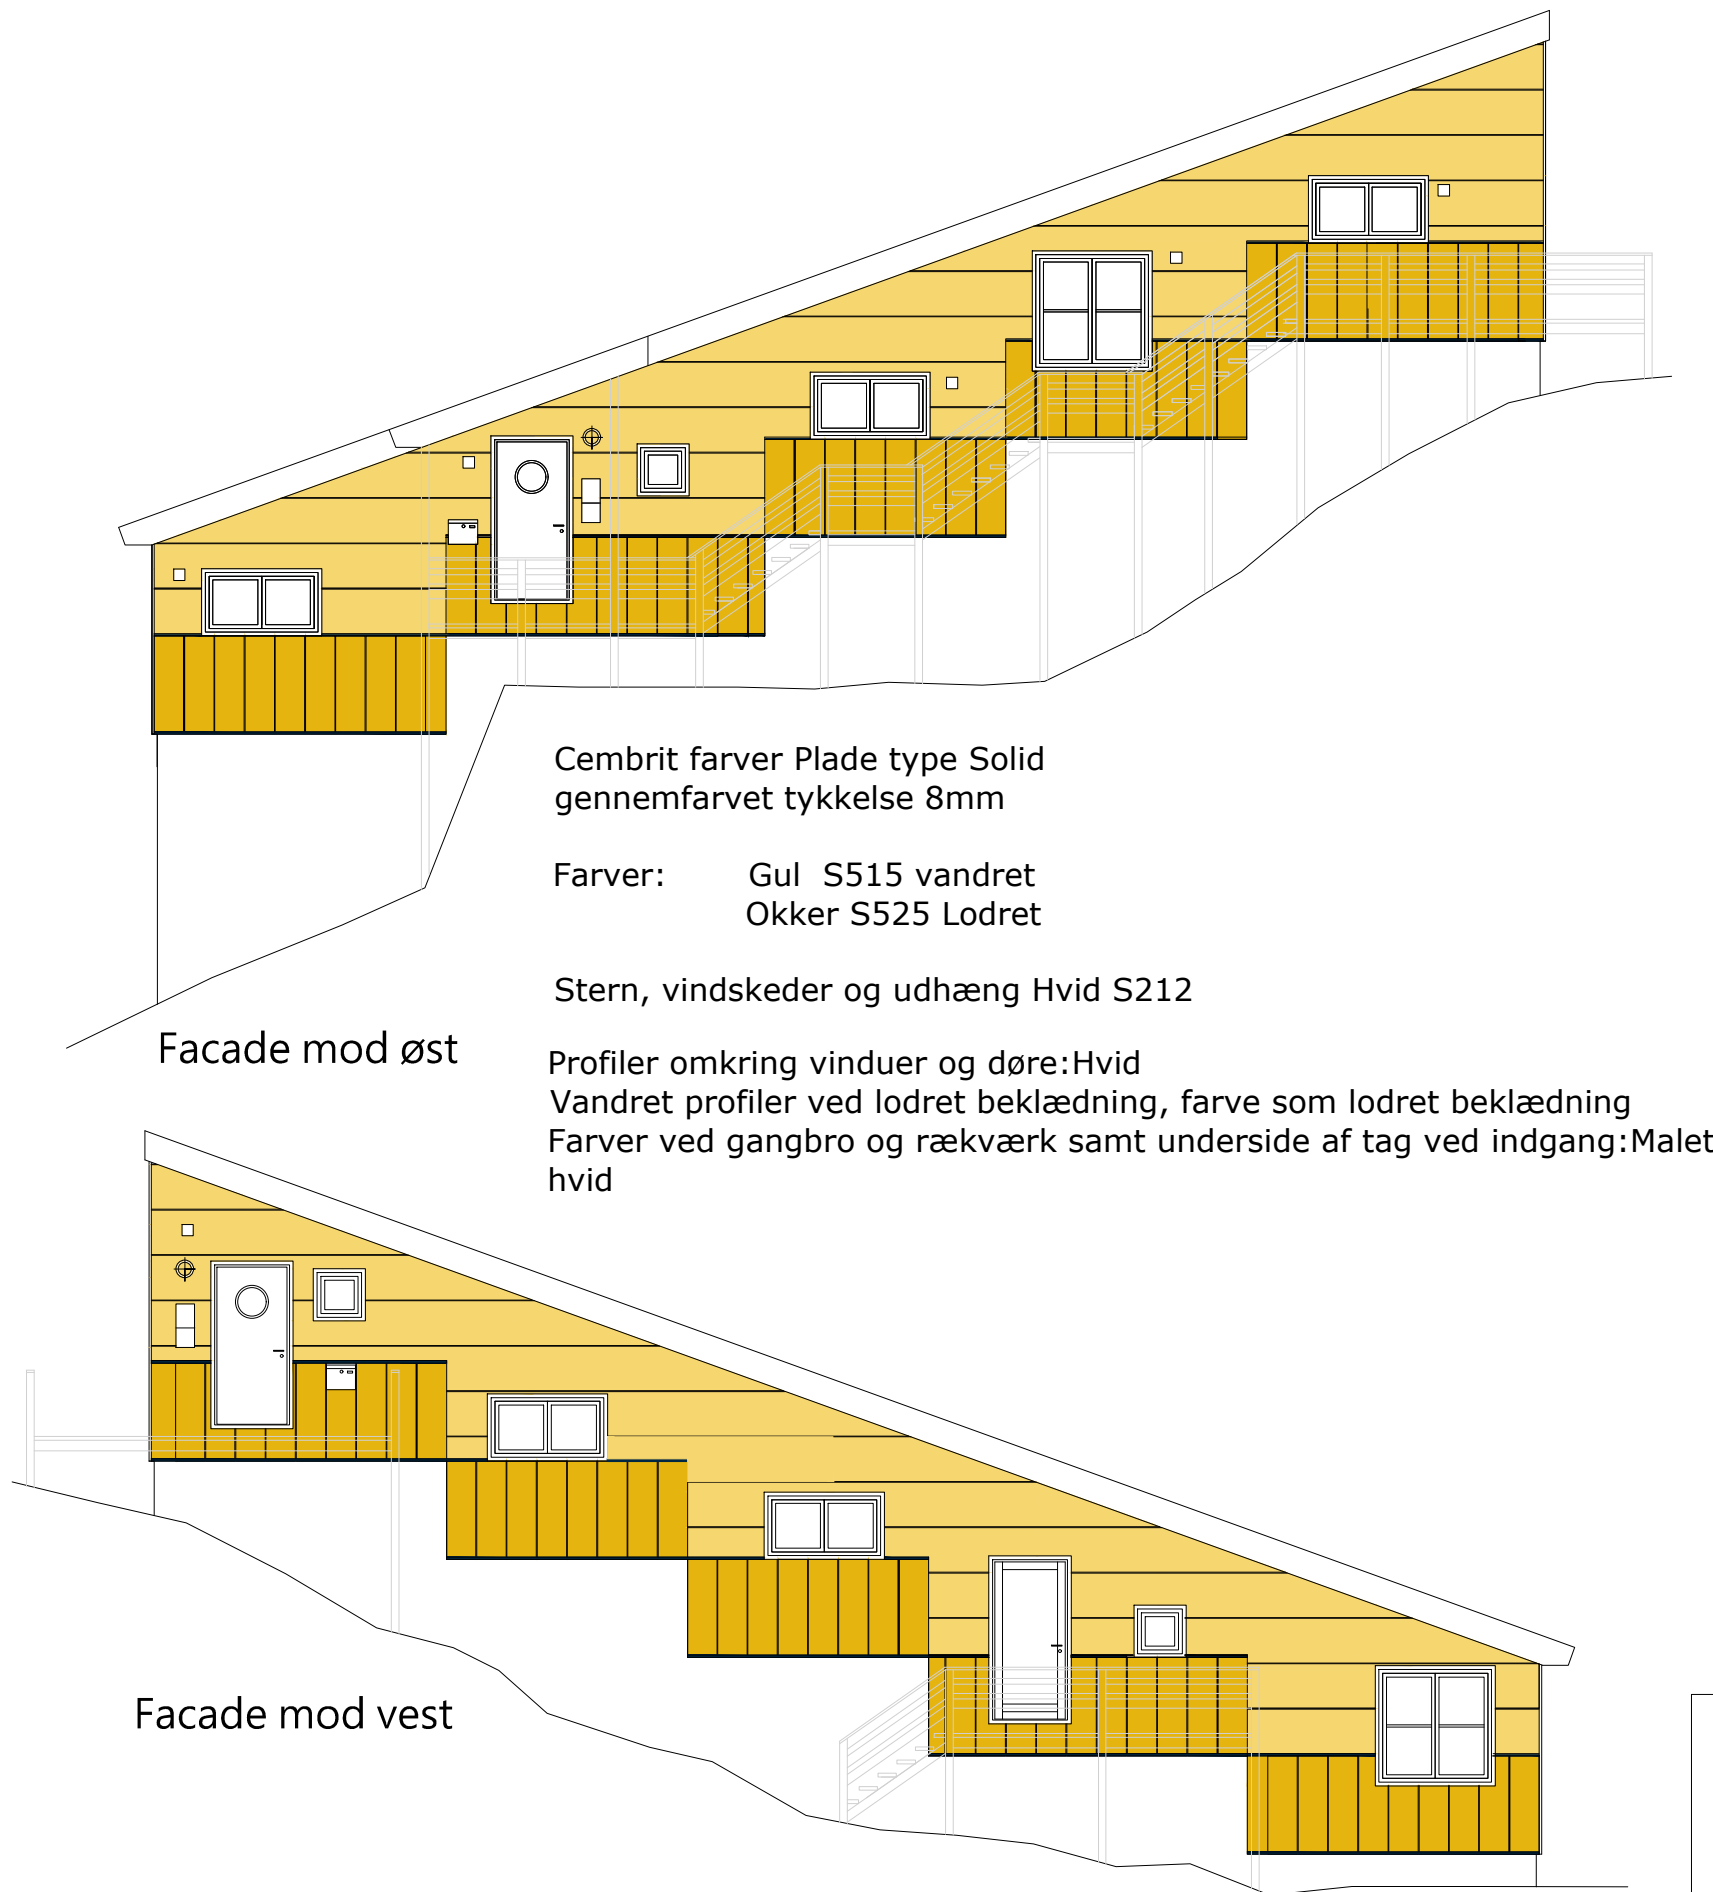 Cembrit farver Plade type Solid
gennemfarvet tykkelse 8mm
Farver: Gul S515 vandret
Okker S525 Lodret
Stern, vindskeder og udhæng Hvid S212
Facade mod øst
Profiler omkring vinduer og døre:Hvid
Vandret profiler ved lodret beklædning, farve som lodret beklædning
Farver ved gangbro og rækværk samt underside af tag ved indgang:Malet
hvid
Facade mod vest